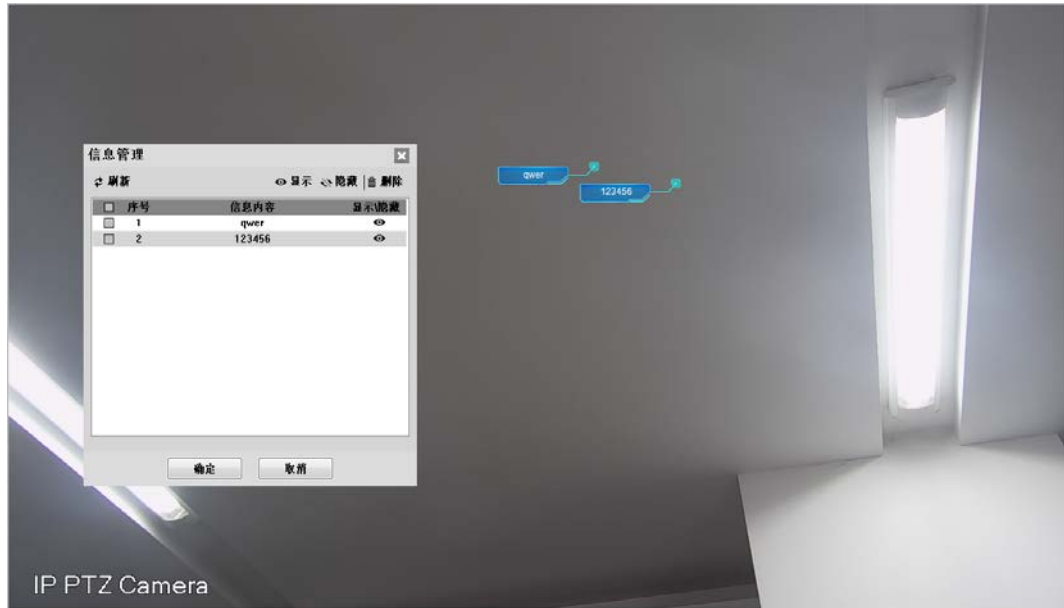 信息管理
刷新 显示 隐藏 | 删除
序号 信息内容 显示\隐藏
1 qwer
2 123456
确定 取消
qwer
123456
IP PTZ Camera